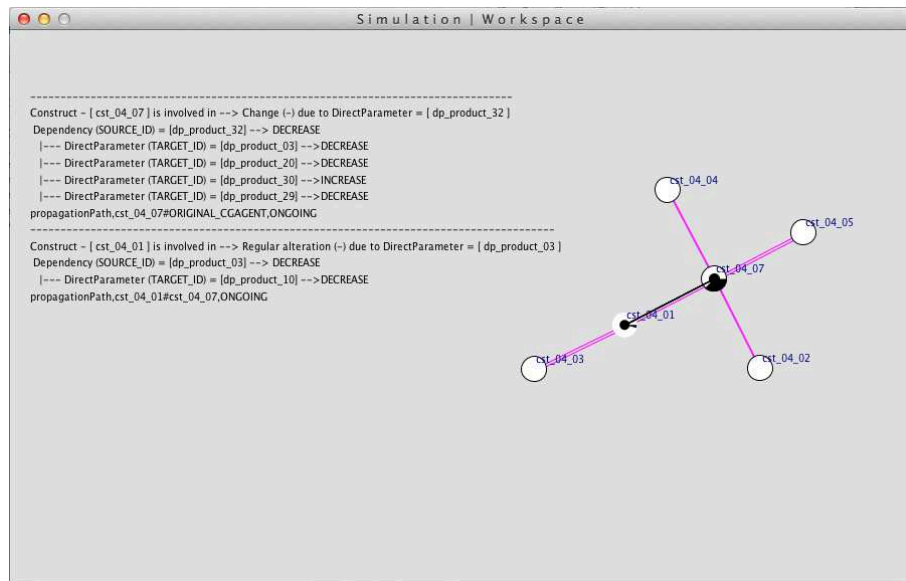 Simulation | Workspace
--------------------------------------------------------------------------------
Construct - [ cst_04_07 ] is involved in --> Change (-) due to DirectParameter = [ dp_product_32 ]
Dependency (SOURCE_ID) = [dp_product_32] --> DECREASE
|--- DirectParameter (TARGET_ID) = [dp_product_03] -->DECREASE
|--- DirectParameter (TARGET_ID) = [dp_product_20] -->DECREASE
|--- DirectParameter (TARGET_ID) = [dp_product_30] -->INCREASE
|--- DirectParameter (TARGET_ID) = [dp_product_29] -->DECREASE
propagationPath,cst_04_07#ORIGINAL_CGAGENT,ONGOING
---------------------------------------------------------------------------------------
Construct - [ cst_04_01 ] is involved in --> Regular alteration (-) due to DirectParameter = [ dp_product_03 ]
Dependency (SOURCE_ID) = [dp_product_03] --> DECREASE
|--- DirectParameter (TARGET_ID) = [dp_product_10] -->DECREASE
propagationPath,cst_04_01#cst_04_07,ONGOING
cst_04_04
cst_04_05
cst_04_07
cst_04_01
cst_04_03
cst_04_02